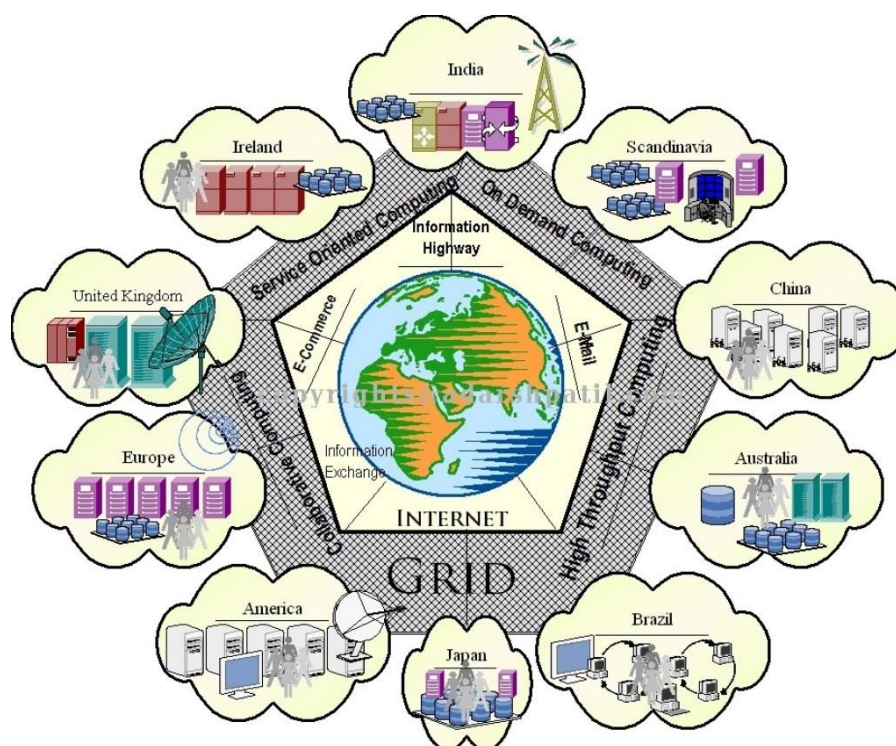 India
Ireland
Scandinavia
Service Oriented Computing
On Demand Computing
Information
Highway
United Kingdom
China
E-Commerce
E-Mail
Collaborative Computing
High Throughput Computing
Information
Exchange
Europe
Australia
INTERNET
GRID
America
Japan
Brazil